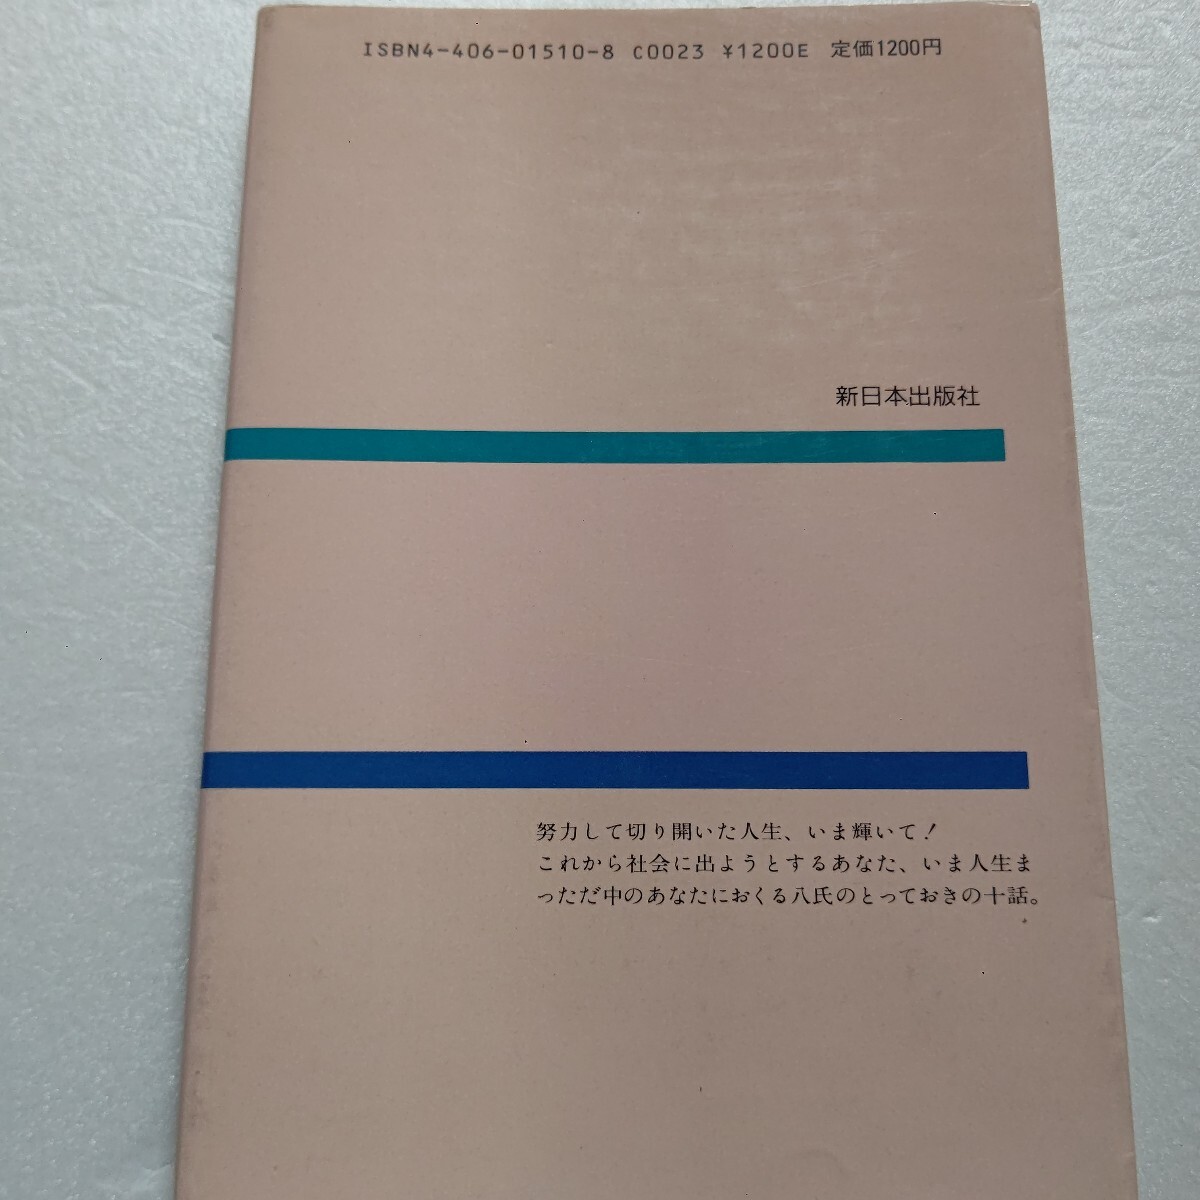 ISBN4-406-01510-8 C0023 ¥1200E 定価1200円
新日本出版社
努力して切り開いた人生、いま輝いて！
これから社会に出ようとするあなた、いま人生ま
っただ中のあなたにおくる八氏のとっておきの十話。